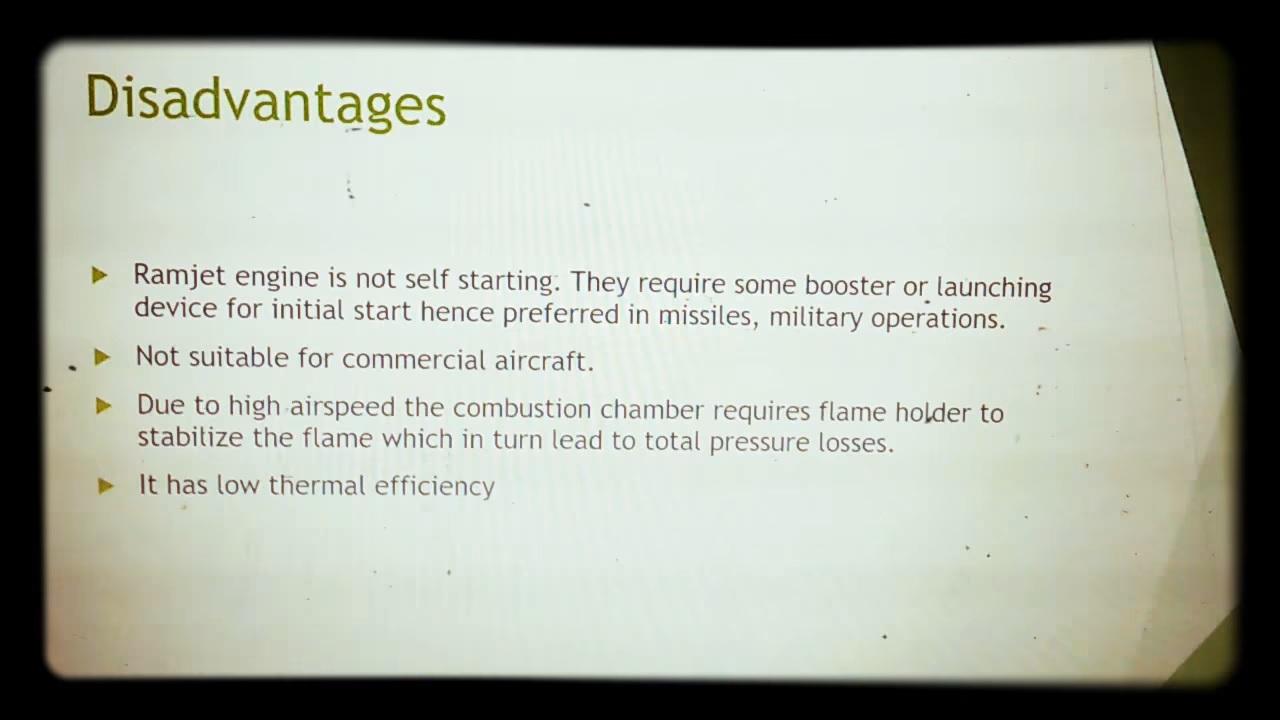 Disadvantages
Ramjet engine is not self starting. They require some booster or launching
device for initial start hence preferred in missiles, military operations.
Not suitable for commercial aircraft.
Due to high airspeed the combustion chamber requires flame holder to
stabilize the flame which in turn lead to total pressure losses.
It has low thermal efficiency